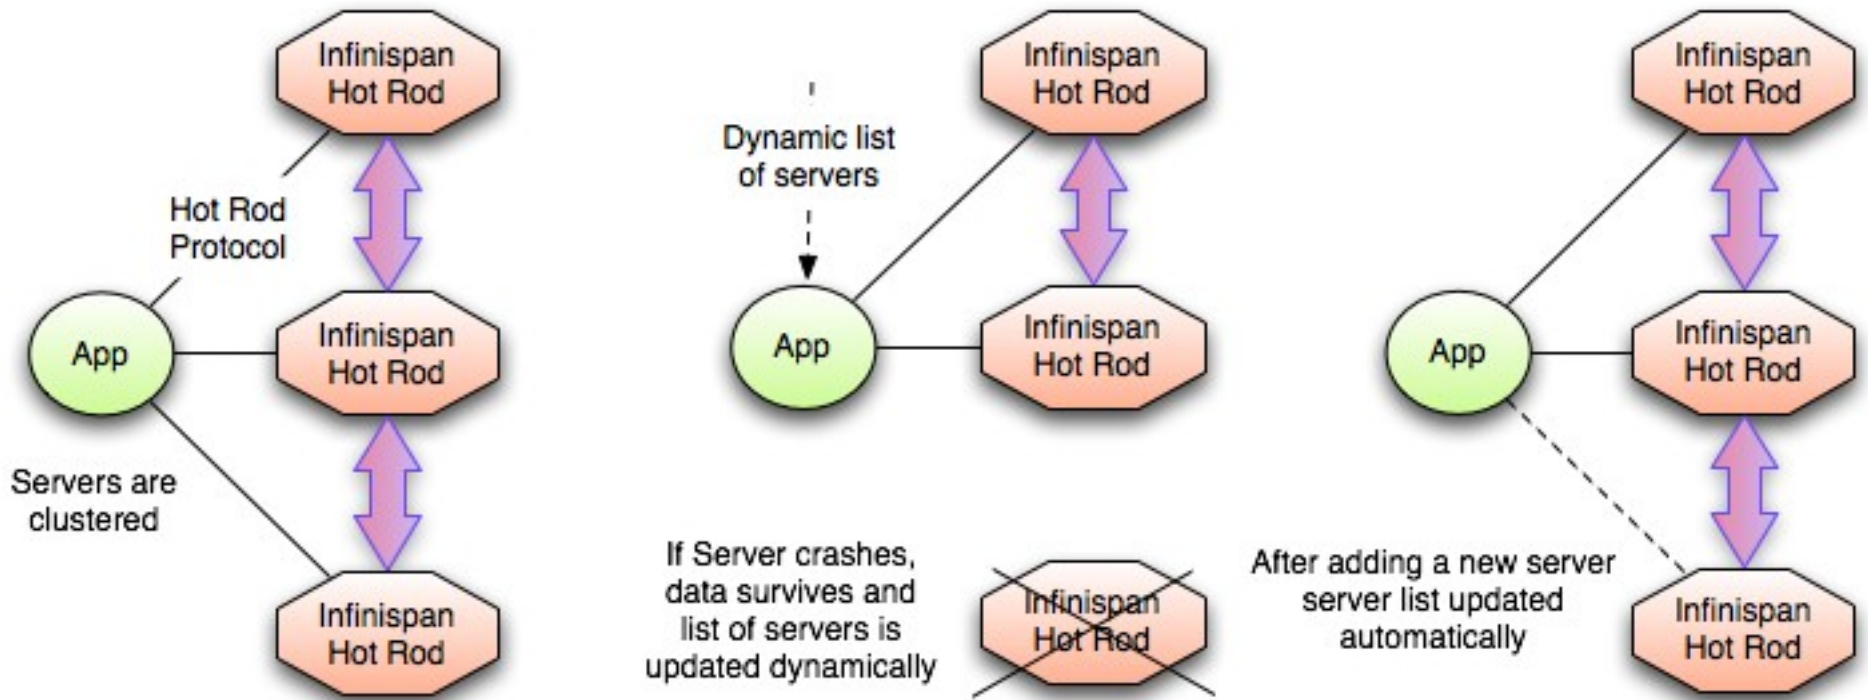 Infinispan
Hot Rod
Hot Rod
Protocol
App
Infinispan
Hot Rod
Servers are
clustered
Infinispan
Hot Rod
Infinispan
Hot Rod
Dynamic list
of servers
App
Infinispan
Hot Rod
If Server crashes,
data survives and
list of servers is
updated dynamically
Infinispan
Hot Rod
Infinispan
Hot Rod
App
Infinispan
Hot Rod
After adding a new server
server list updated
automatically
Infinispan
Hot Rod